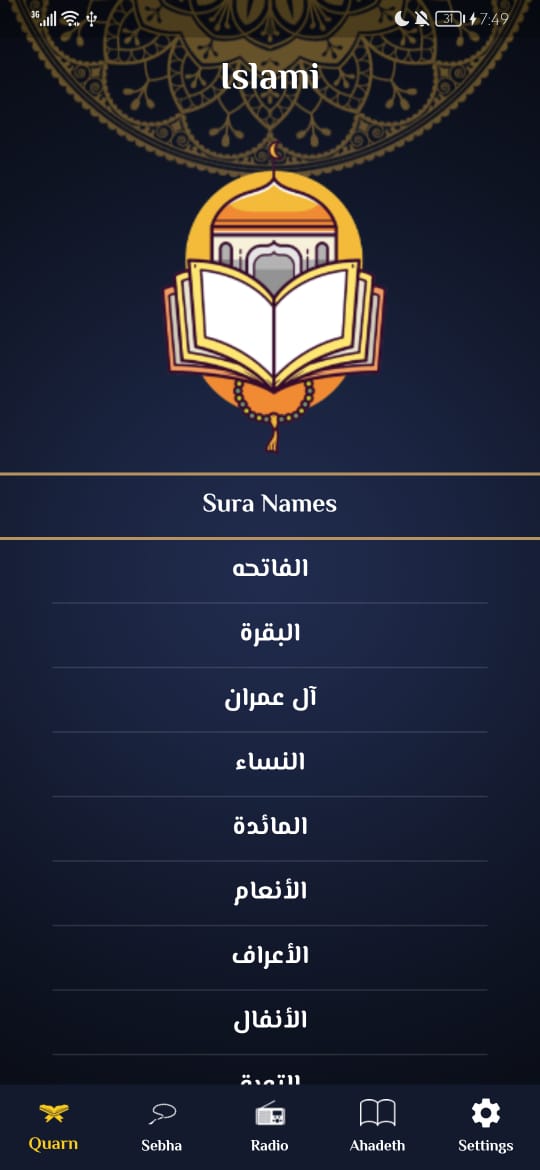 3G 31 7:49
Islami
Sura Names
الفاتحه
البقرة
آل عمران
النساء
المائدة
الأنعام
الأعراف
الأنفال
التوبة
Quarn Sebha Radio Ahadeth Settings